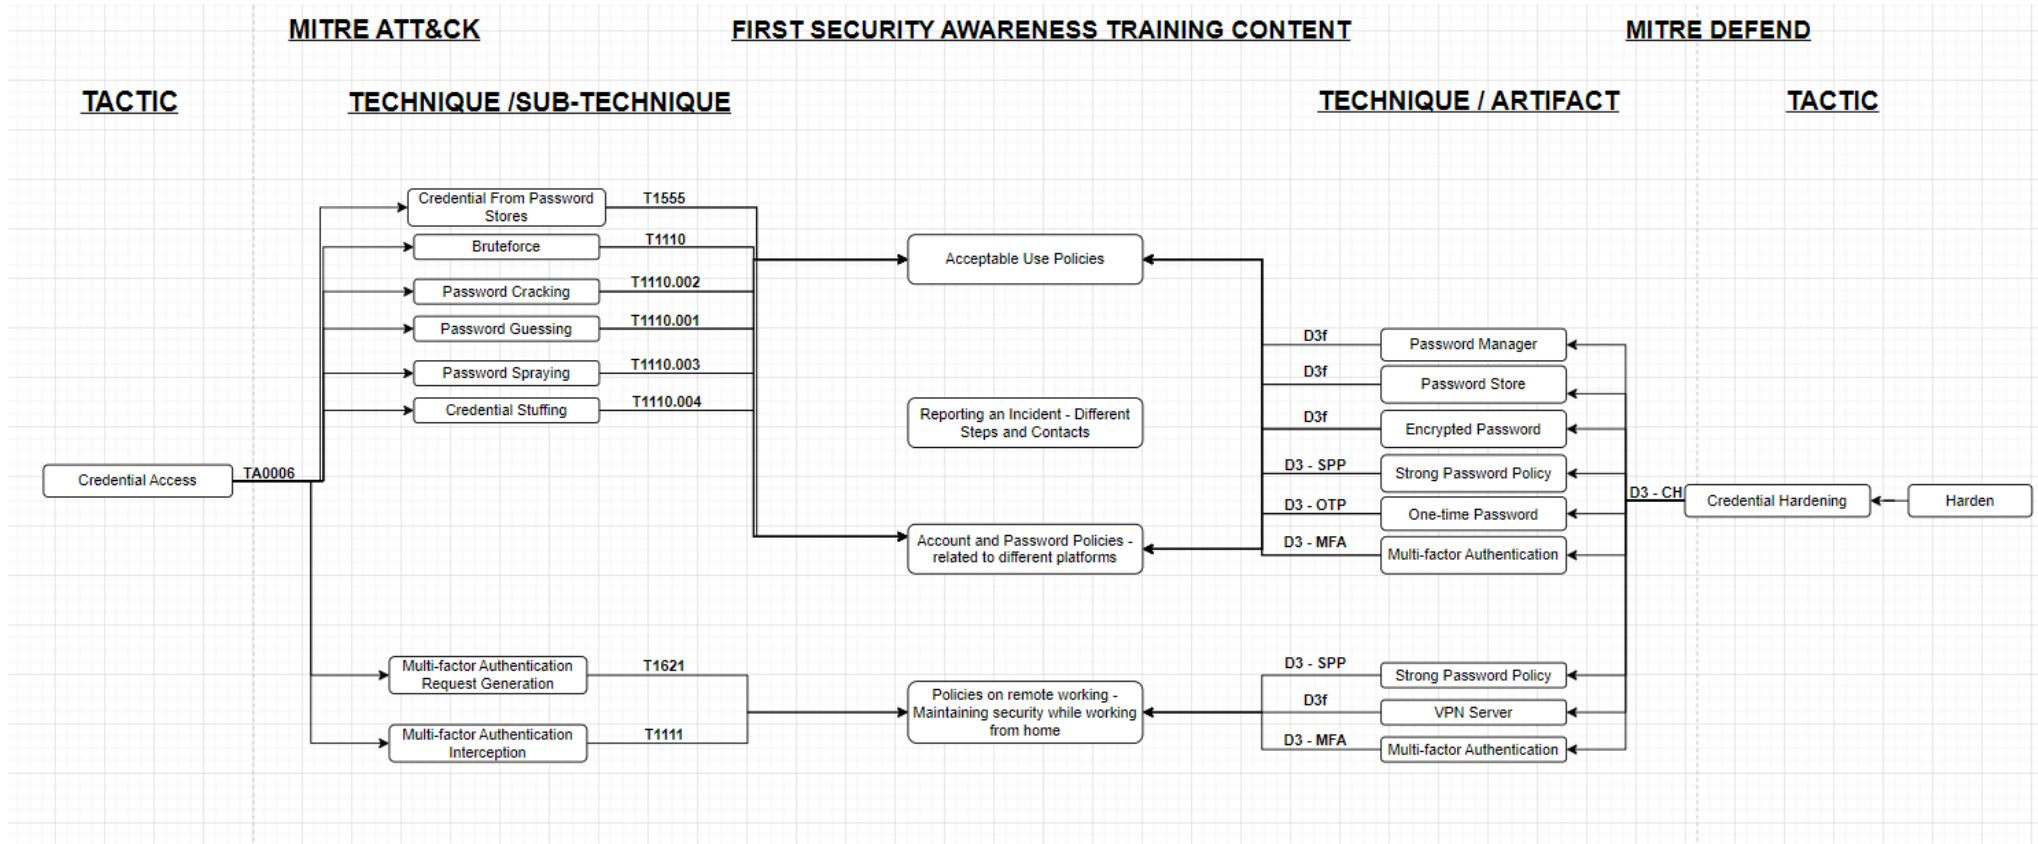 MITRE ATT&CK
FIRST SECURITY AWARENESS TRAINING CONTENT
MITRE DEFEND
TACTIC
TECHNIQUE /SUB-TECHNIQUE
TECHNIQUE / ARTIFACT
TACTIC
Credential Access
TA0006
Credential From Password
Stores
T1555
Bruteforce
T1110
Password Cracking
T1110.002
Password Guessing
T1110.001
Password Spraying
T1110.003
Credential Stuffing
T1110.004
Multi-factor Authentication
Request Generation
T1621
Multi-factor Authentication
Interception
T1111
Acceptable Use Policies
Reporting an Incident - Different
Steps and Contacts
Account and Password Policies -
related to different platforms
Policies on remote working -
Maintaining security while working
from home
D3f
Password Manager
D3f
Password Store
D3f
Encrypted Password
D3 - SPP
Strong Password Policy
D3 - OTP
One-time Password
D3 - MFA
Multi-factor Authentication
D3 - SPP
Strong Password Policy
D3f
VPN Server
D3 - MFA
Multi-factor Authentication
D3 - CH
Credential Hardening
Harden